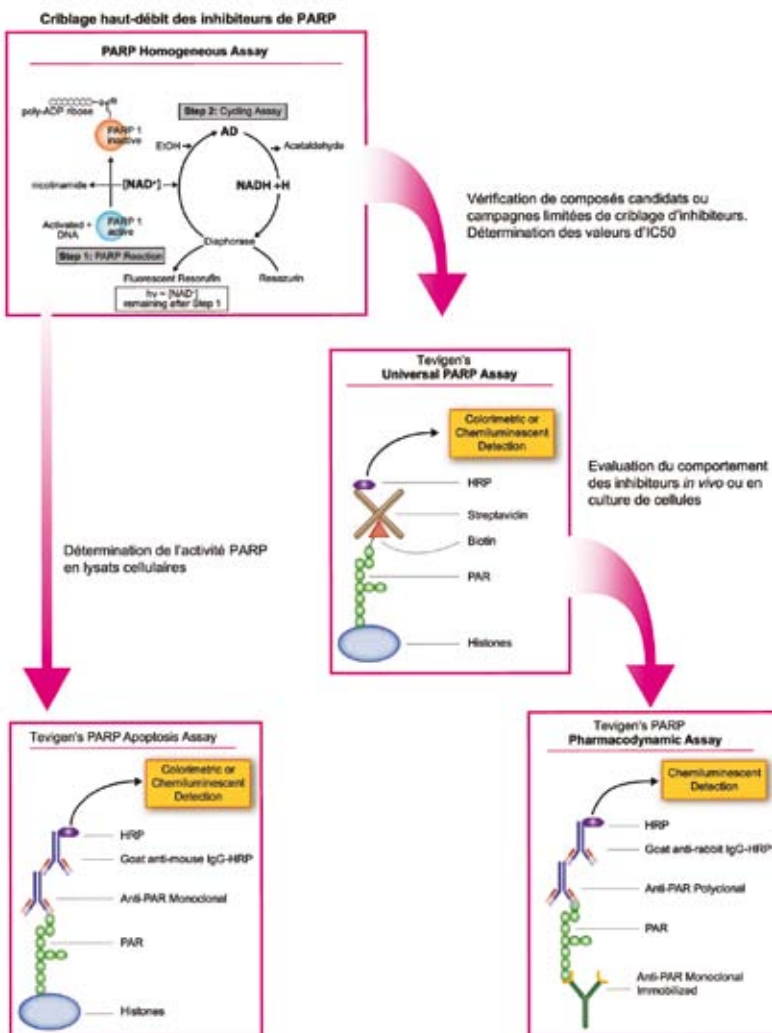 Criblage haut-débit des inhibiteurs de PARP
PARP Homogeneous Assay
poly-ADP ribose
PARP 1
inactive
Step 2: Cycling Assay
EtOH
AD
Acetaldehyde
nicotinamide
[NAD⁺]
NADH +H
Activated +
DNA
PARP 1
active
Step 1: PARP Reaction
Diaphorase
Fluorescent Resorufin
Resazurin
hν ~ [NAD⁺]
remaining after Step 1
Vérification de composés candidats ou
campagnes limitées de criblage d'inhibiteurs.
Détermination des valeurs d'IC50
Tevigen's
Universal PARP Assay
Colorimetric or
Chemiluminescent
Detection
HRP
Streptavidin
Biotin
PAR
Histones
Evaluation du comportement
des inhibiteurs in vivo ou en
culture de cellules
Détermination de l'activité PARP
en lysats cellulaires
Tevigen's PARP Apoptosis Assay
Colorimetric or
Chemiluminescent
Detection
HRP
Goat anti-mouse IgG-HRP
Anti-PAR Monoclonal
PAR
Histones
Tevigen's PARP
Pharmacodynamic Assay
Chemiluminescent
Detection
HRP
Goat anti-rabbit IgG-HRP
Anti-PAR Polyclonal
PAR
Anti-PAR Monoclonal
Immobilized